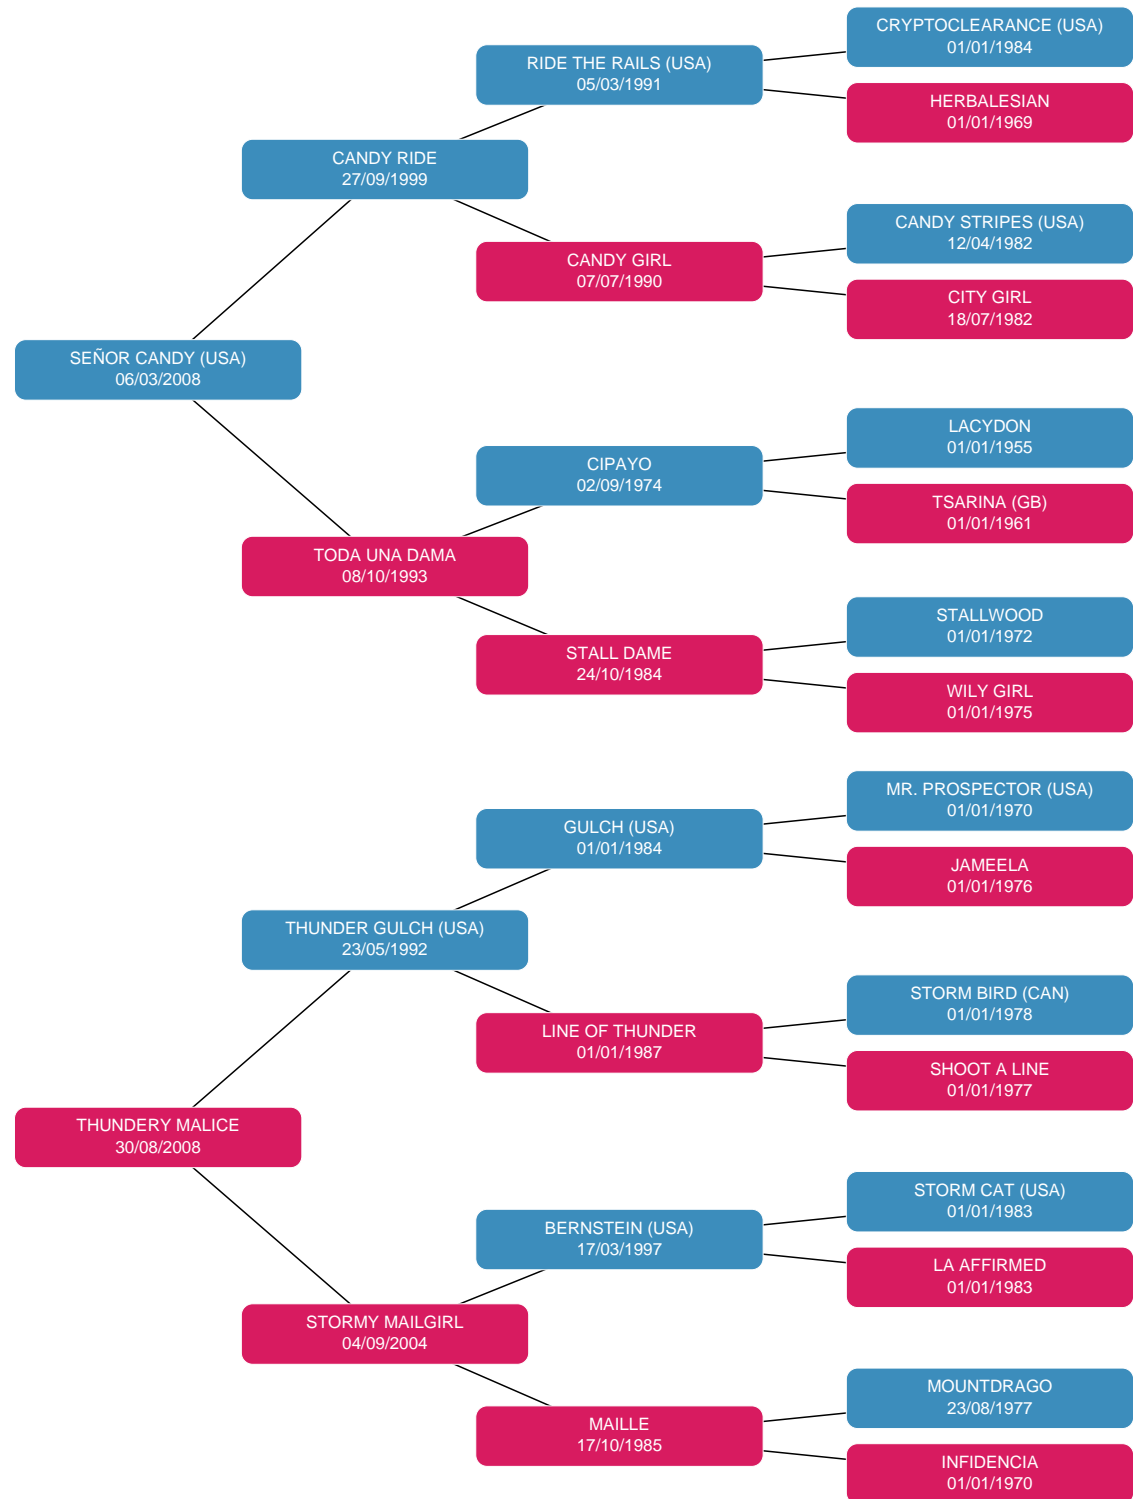 CRYPTOCLEARANCE (USA)
01/01/1984
RIDE THE RAILS (USA)
05/03/1991
HERBALESIAN
01/01/1969
CANDY RIDE
27/09/1999
CANDY STRIPES (USA)
12/04/1982
CANDY GIRL
07/07/1990
CITY GIRL
18/07/1982
SEÑOR CANDY (USA)
06/03/2008
LACYDON
01/01/1955
CIPAYO
02/09/1974
TSARINA (GB)
01/01/1961
TODA UNA DAMA
08/10/1993
STALLWOOD
01/01/1972
STALL DAME
24/10/1984
WILY GIRL
01/01/1975
MR. PROSPECTOR (USA)
01/01/1970
GULCH (USA)
01/01/1984
JAMEELA
01/01/1976
THUNDER GULCH (USA)
23/05/1992
STORM BIRD (CAN)
01/01/1978
LINE OF THUNDER
01/01/1987
SHOOT A LINE
01/01/1977
THUNDERY MALICE
30/08/2008
STORM CAT (USA)
01/01/1983
BERNSTEIN (USA)
17/03/1997
LA AFFIRMED
01/01/1983
STORMY MAILGIRL
04/09/2004
MOUNTDRAGO
23/08/1977
MAILLE
17/10/1985
INFIDENCIA
01/01/1970